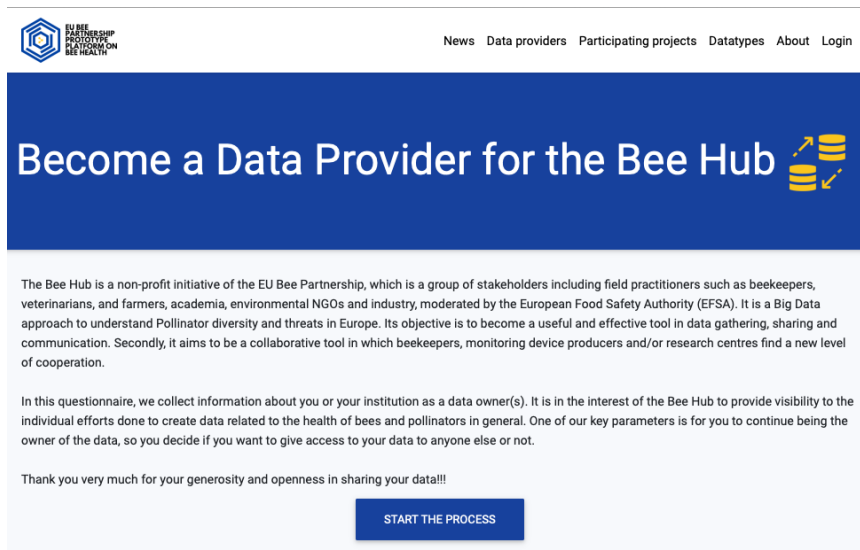 EU BEE
PARTNERSHIP
PROTOTYPE
PLATFORM ON
BEE HEALTH
News Data providers Participating projects Datatypes About Login
Become a Data Provider for the Bee Hub
The Bee Hub is a non-profit initiative of the EU Bee Partnership, which is a group of stakeholders including field practitioners such as beekeepers,
veterinarians, and farmers, academia, environmental NGOs and industry, moderated by the European Food Safety Authority (EFSA). It is a Big Data
approach to understand Pollinator diversity and threats in Europe. Its objective is to become a useful and effective tool in data gathering, sharing and
communication. Secondly, it aims to be a collaborative tool in which beekeepers, monitoring device producers and/or research centres find a new level
of cooperation.
In this questionnaire, we collect information about you or your institution as a data owner(s). It is in the interest of the Bee Hub to provide visibility to the
individual efforts done to create data related to the health of bees and pollinators in general. One of our key parameters is for you to continue being the
owner of the data, so you decide if you want to give access to your data to anyone else or not.
Thank you very much for your generosity and openness in sharing your data!!!
START THE PROCESS